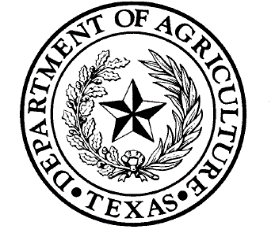 DEPARTMENT OF AGRICULTURE
TEXAS